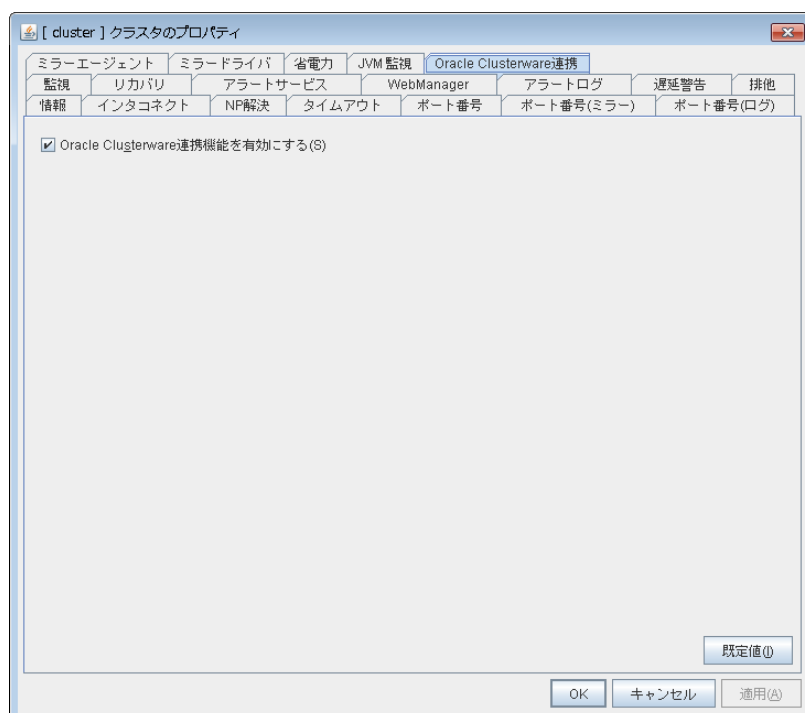 [ cluster ] クラスタのプロパティ
ミラーエージェント ミラードライバ 省電力 JVM 監視 Oracle Clusterware連携
監視 リカバリ アラートサービス WebManager アラートログ 遅延警告 排他
情報 インタコネクト NP解決 タイムアウト ポート番号 ポート番号(ミラー) ポート番号(ログ)
Oracle Clusterware連携機能を有効にする(S)
既定値(I)
OK キャンセル 適用(A)